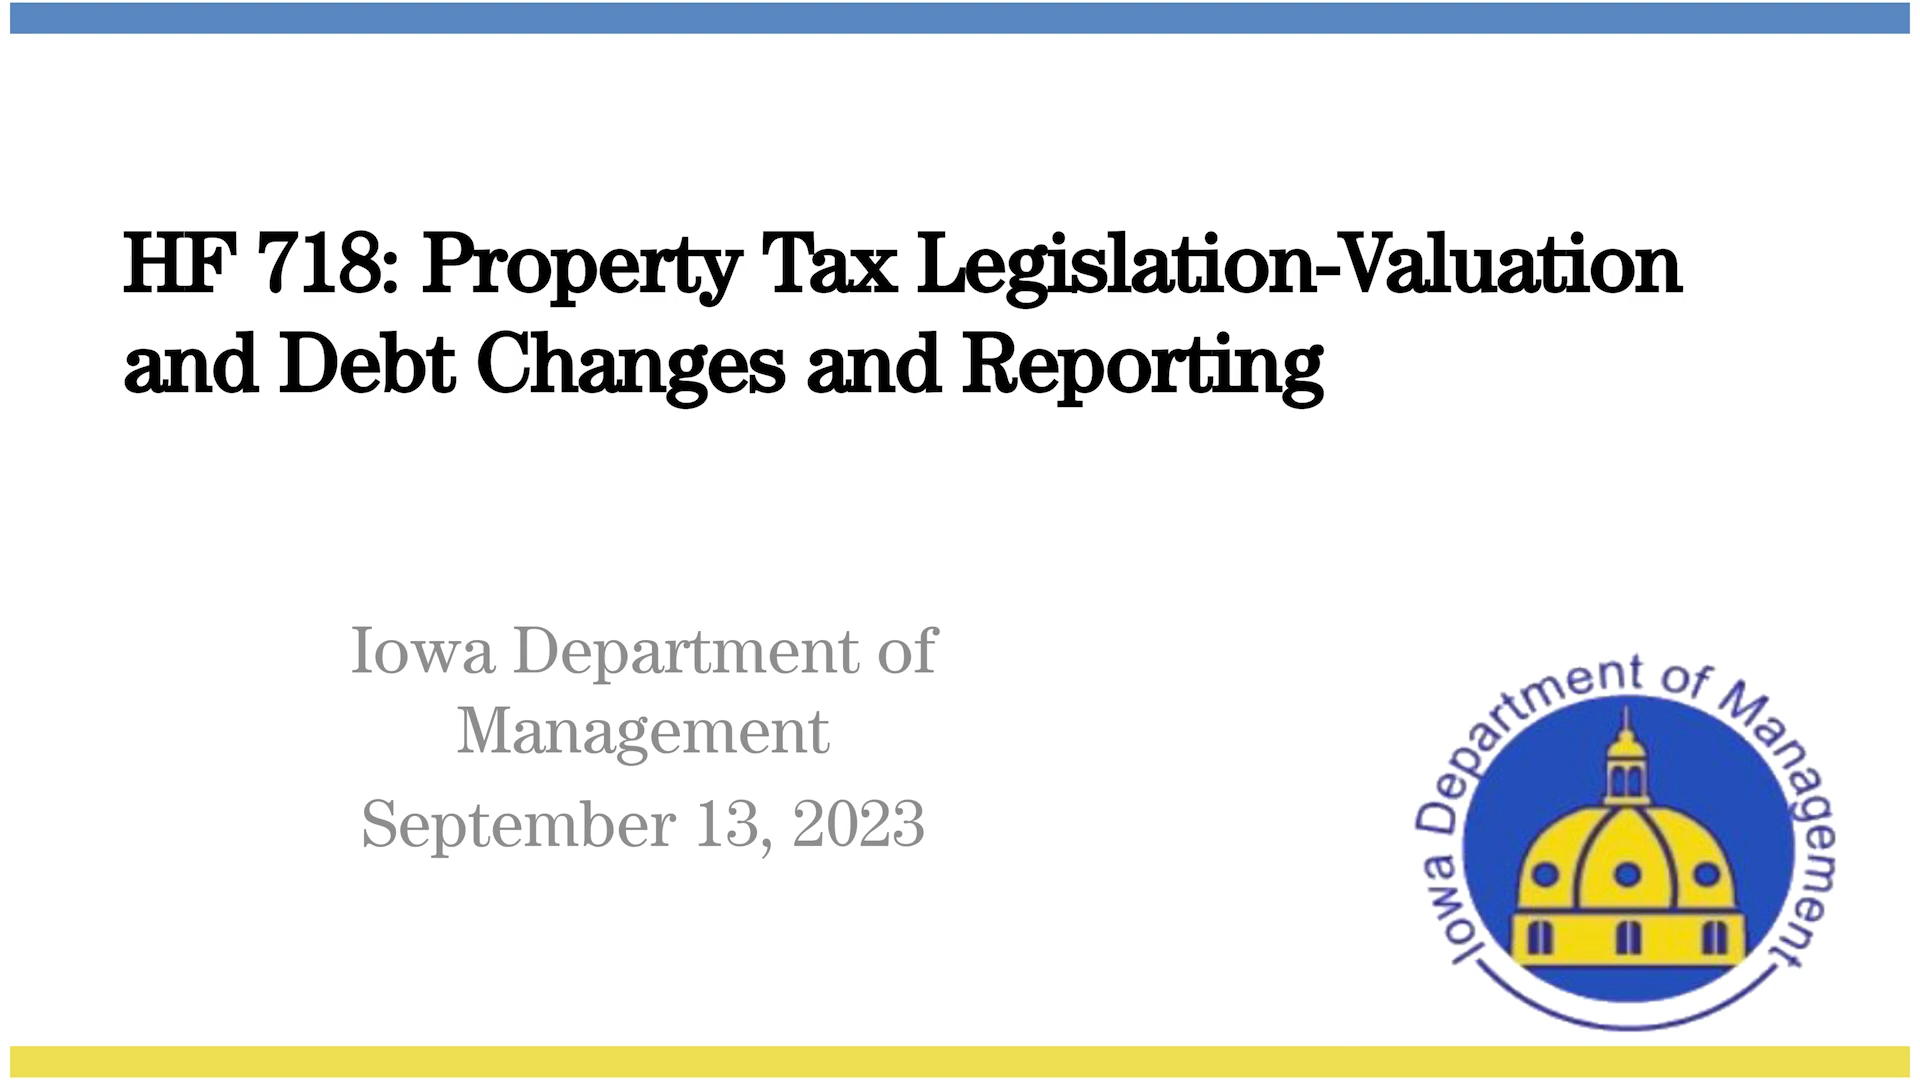 HF 718: Property Tax Legislation-Valuation
and Debt Changes and Reporting
Iowa Department of
Management
September 13, 2023
Iowa Department of Management